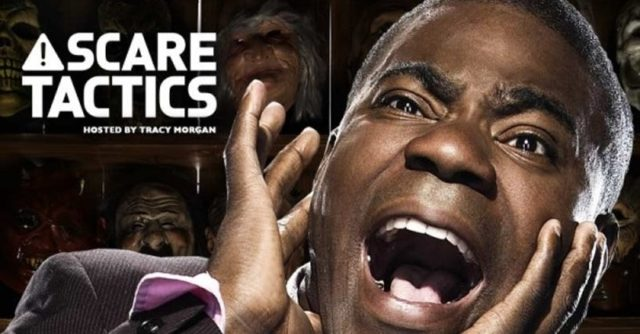 SCARE
TACTICS
HOSTED BY TRACY MORGAN